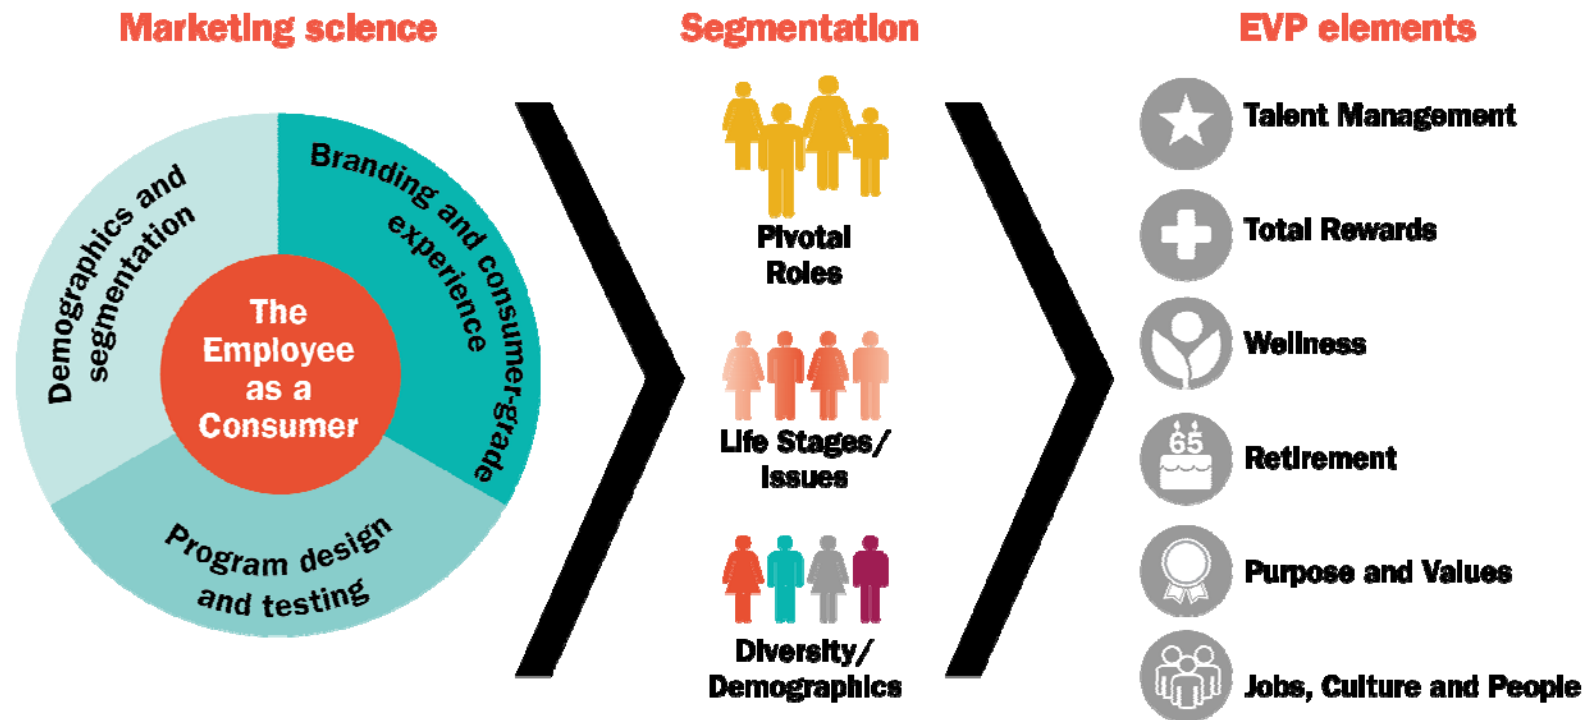 Marketing science
Demographics and
segmentation
Branding and consumer-grade
experience
Program design
and testing
The
Employee
as a
Consumer
Segmentation
Pivotal
Roles
Life Stages/
Issues
Diversity/
Demographics
EVP elements
Talent Management
Total Rewards
Wellness
65
Retirement
Purpose and Values
Jobs, Culture and People